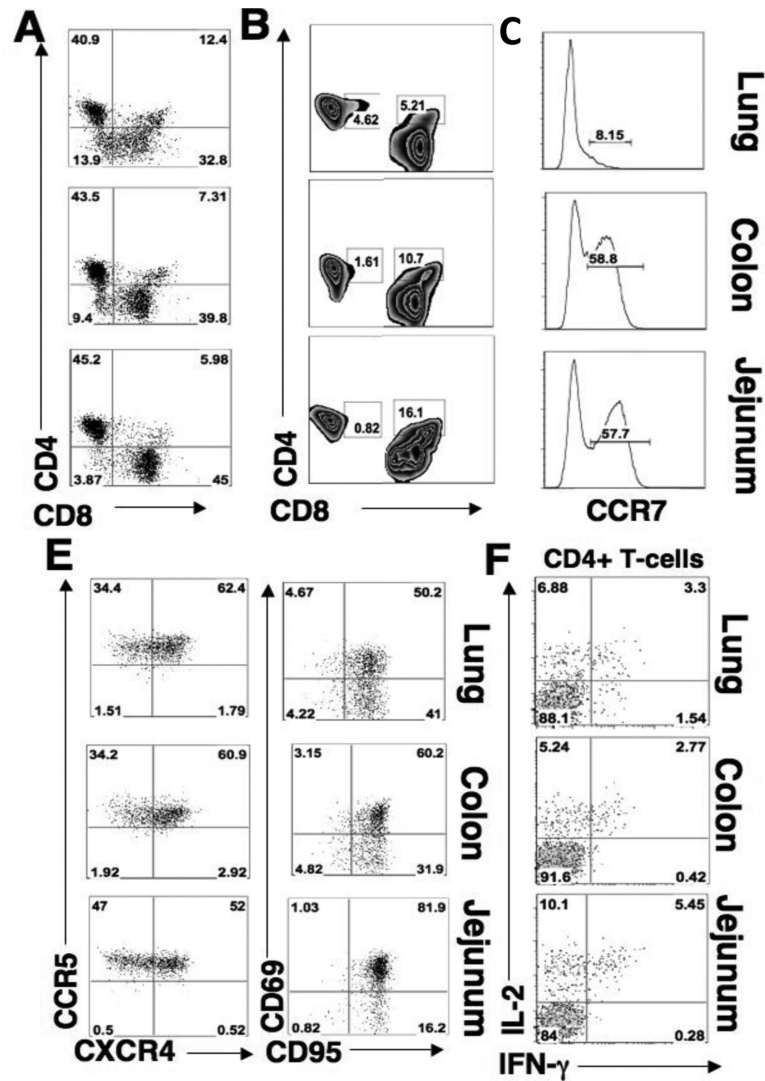 A
40.9 12.4
13.9 32.8
43.5 7.31
9.4 39.8
45.2 5.98
3.87 45
CD4
CD8
B
4.62 5.21
1.61 10.7
0.82 16.1
CD4
CD8
C
8.15
58.8
57.7
CCR7
Lung
Colon
Jejunum
E
34.4 62.4
1.51 1.79
34.2 60.9
1.92 2.92
47 52
0.5 0.52
CCR5
CXCR4
4.67 50.2
4.22 41
3.15 60.2
4.82 31.9
1.03 81.9
0.82 16.2
CD69
CD95
Lung
Colon
Jejunum
F
CD4+ T-cells
6.88 3.3
88.1 1.54
5.24 2.77
91.6 0.42
10.1 5.45
84 0.28
IL-2
IFN-γ
Lung
Colon
Jejunum